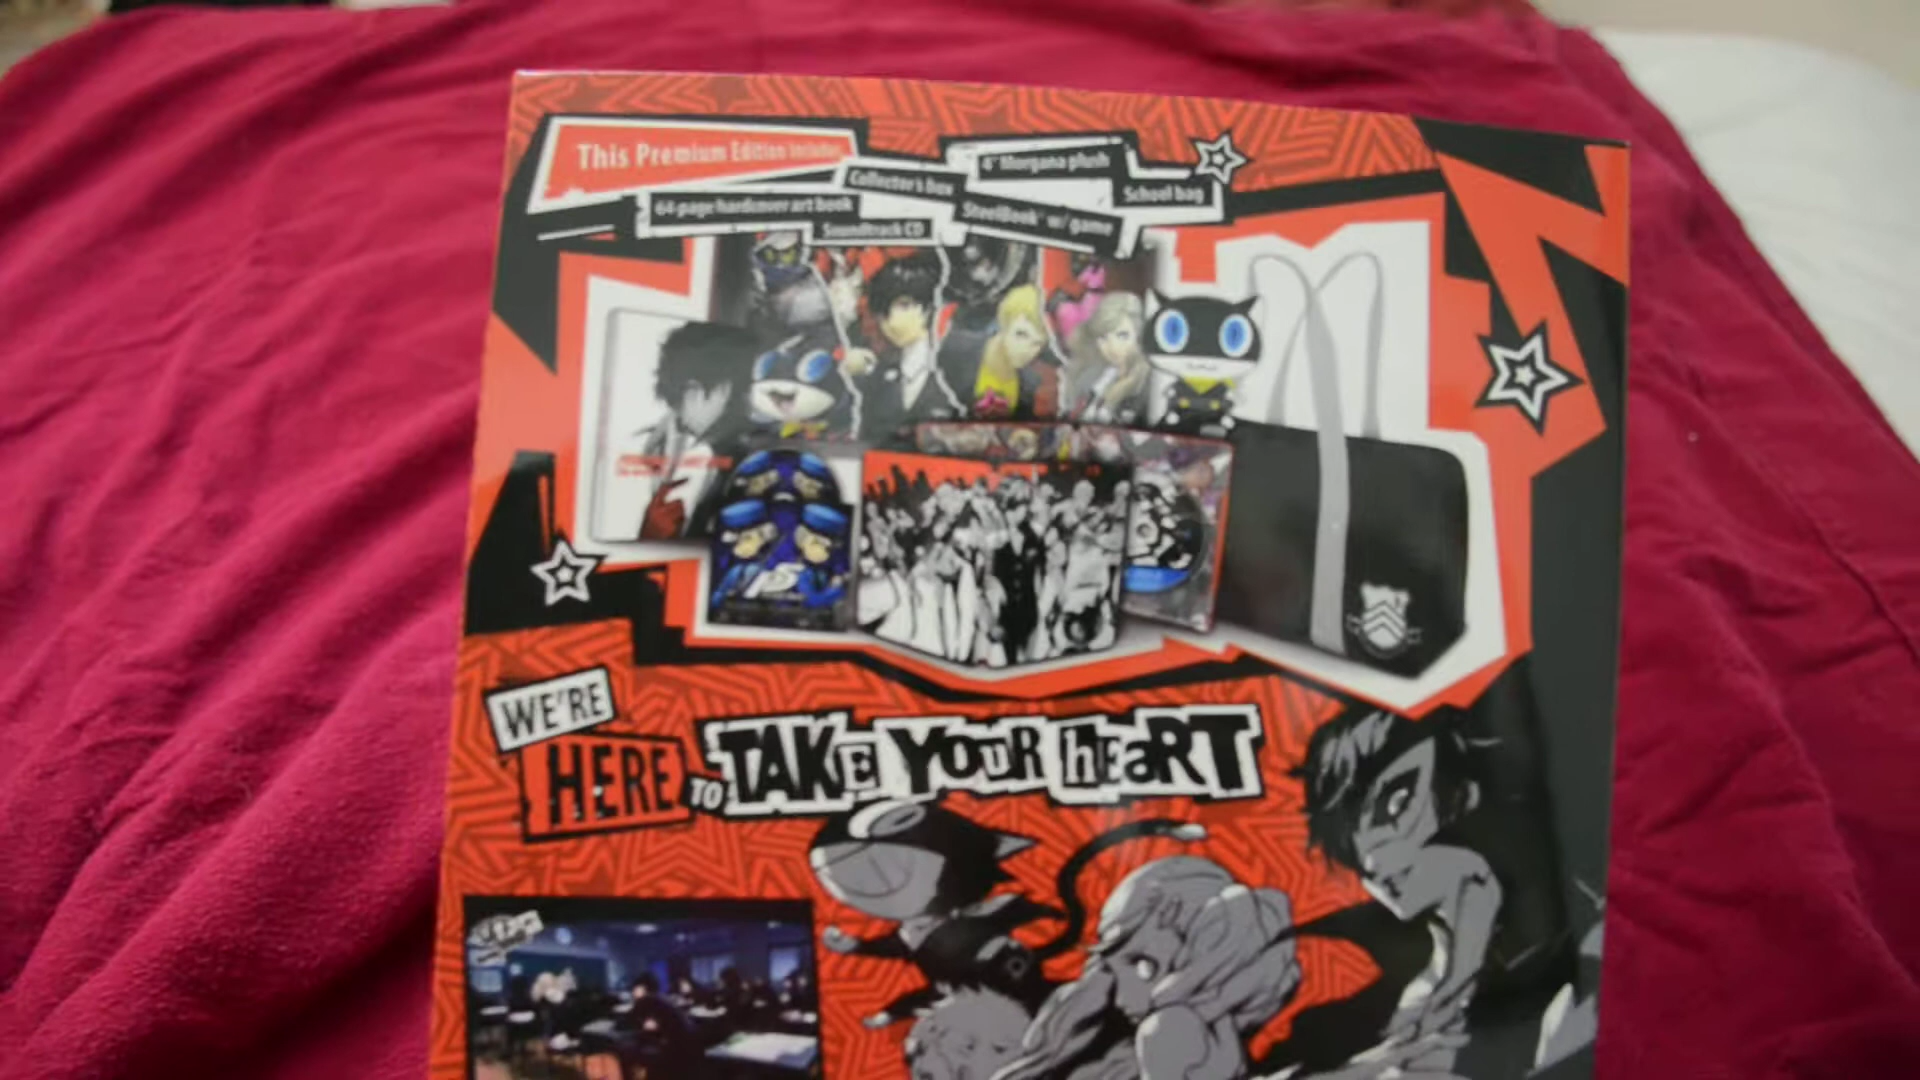 This Premium Edition includes
4" Morgana plush
Collector's box
School bag
64-page hardcover art book
SteelBook w/ game
Soundtrack CD
WE'RE
HERE TO TAKE YOUR HEART